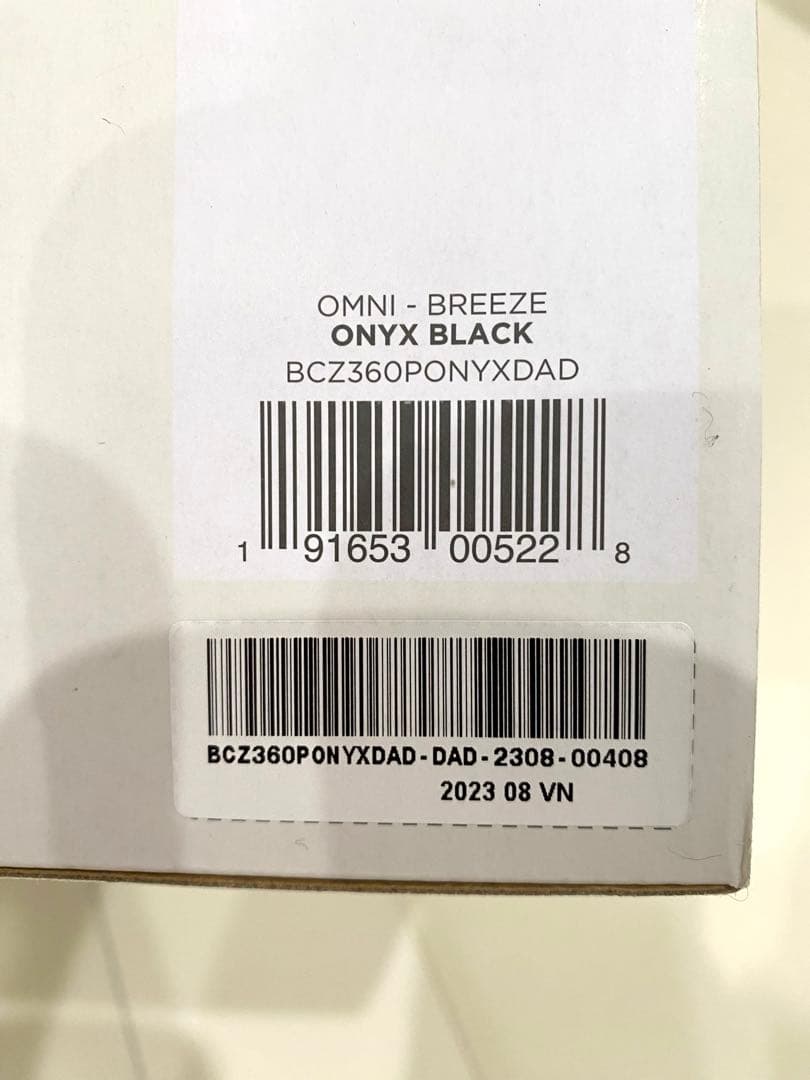 OMNI - BREEZE
ONYX BLACK
BCZ360PONYXDAD
1 91653 00522 8
BCZ360PONYXDAD-DAD-2308-00408
2023 08 VN